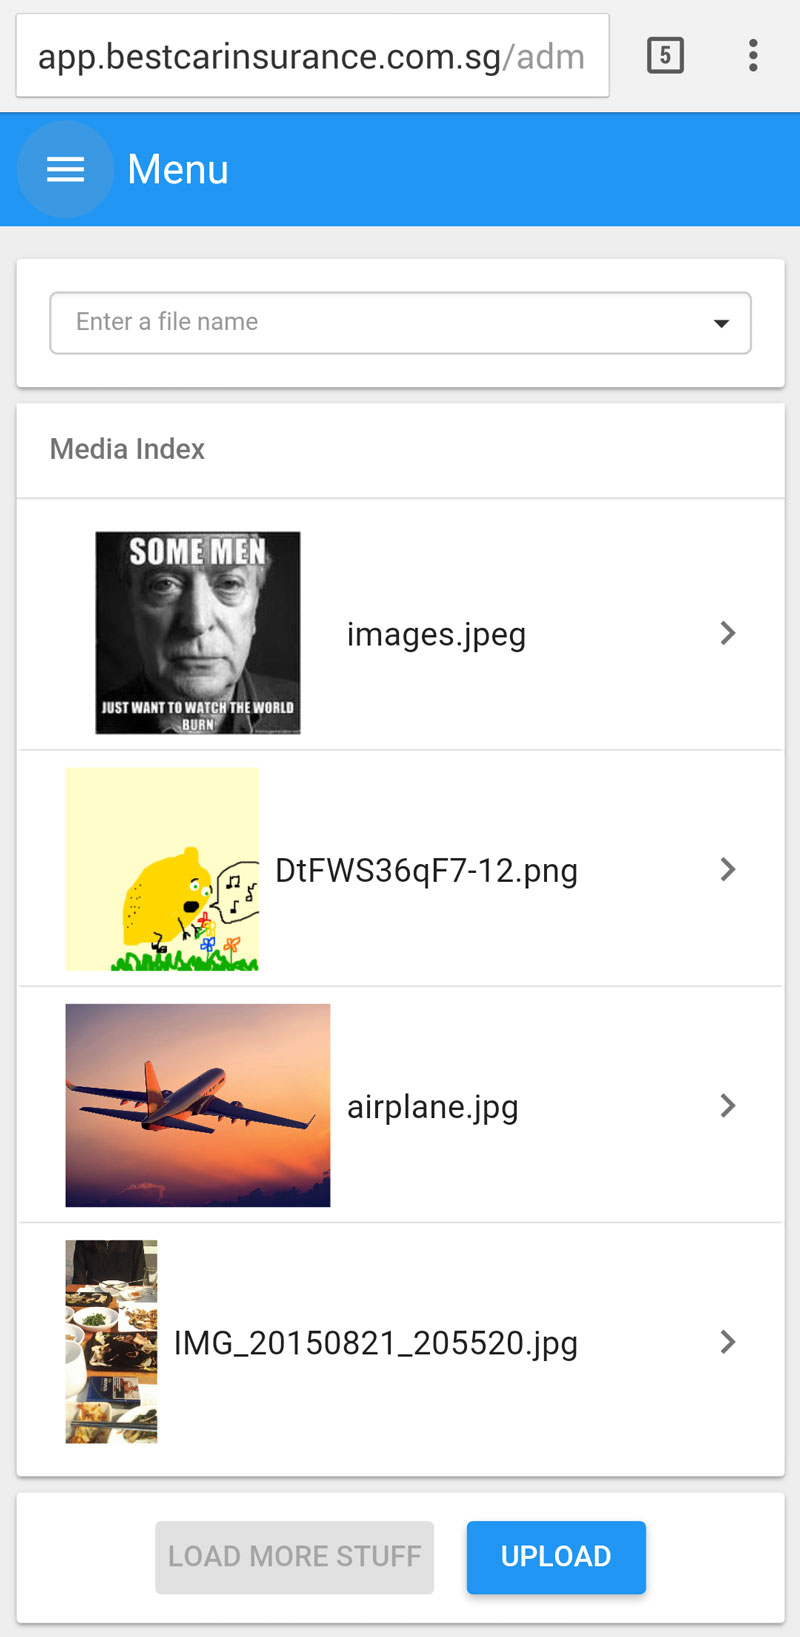 app.bestcarinsurance.com.sg/adm
5
Menu
Enter a file name
Media Index
SOME MEN
JUST WANT TO WATCH THE WORLD
BURN
images.jpeg
DtFWS36qF7-12.png
airplane.jpg
IMG_20150821_205520.jpg
LOAD MORE STUFF
UPLOAD